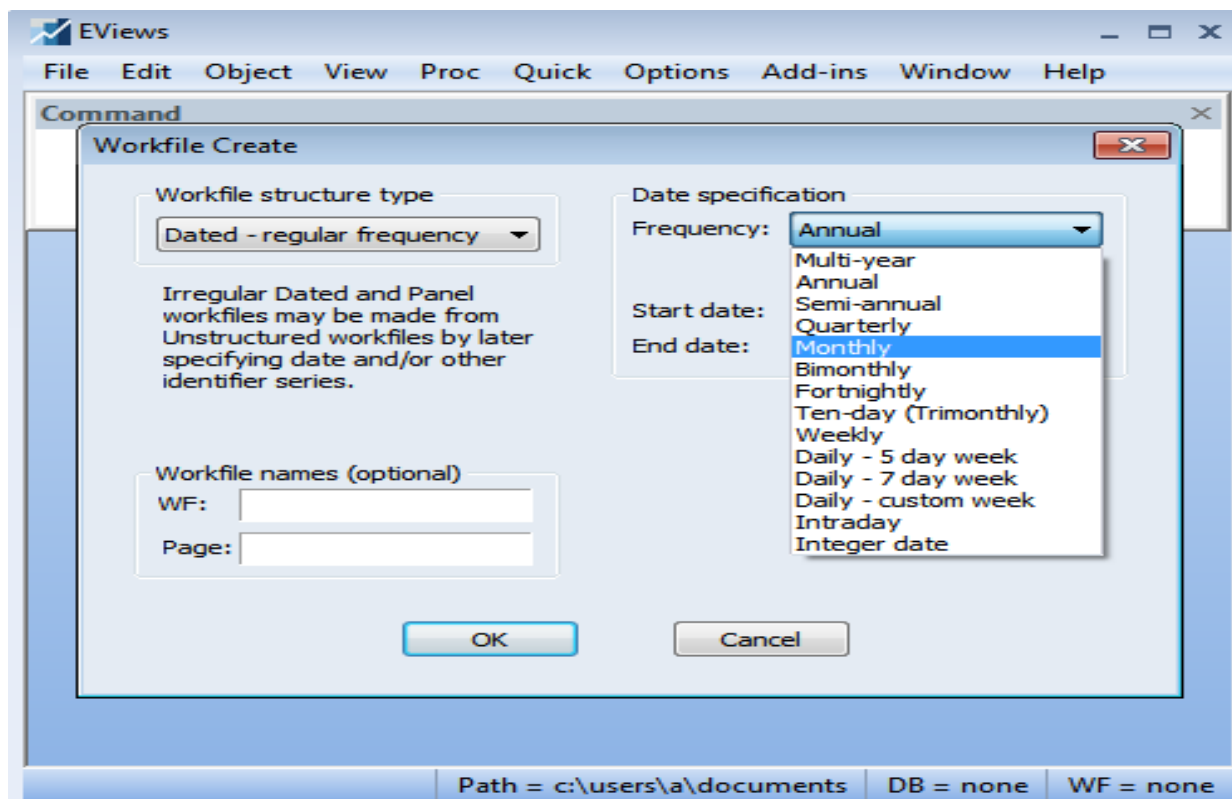 EViews
File Edit Object View Proc Quick Options Add-ins Window Help
Command
Workfile Create
Workfile structure type
Dated - regular frequency
Irregular Dated and Panel
workfiles may be made from
Unstructured workfiles by later
specifying date and/or other
identifier series.
Date specification
Frequency: Annual
Multi-year
Annual
Semi-annual
Quarterly
Monthly
Bimonthly
Fortnightly
Ten-day (Trimonthly)
Weekly
Daily - 5 day week
Daily - 7 day week
Daily - custom week
Intraday
Integer date
Start date:
End date:
Workfile names (optional)
WF:
Page:
OK Cancel
Path = c:\users\a\documents DB = none WF = none